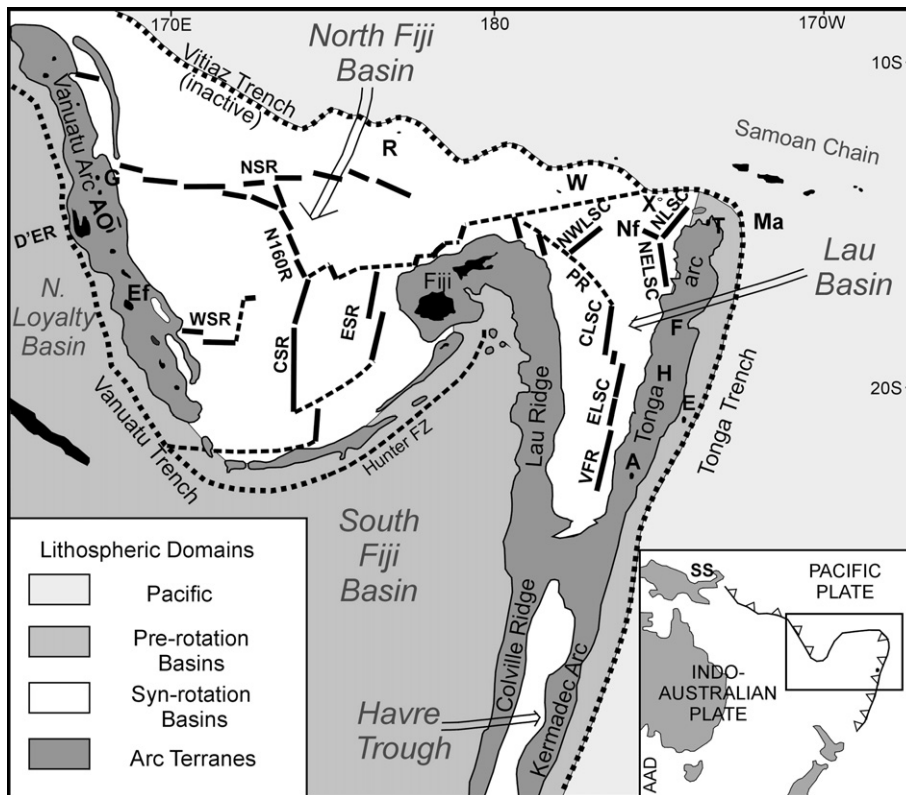 170E
180
170W
North Fiji
Basin
10S
Vitiaz Trench
(inactive)
Vanuatu Arc
R
Samoan Chain
NSR
G
W
X
NLSC
AO
NWLSC
Nf
T
Ma
D'ER
N160R
NELSC
Lau
Basin
PR
arc
Fiji
Ef
N.
Loyalty
Basin
WSR
ESR
CSR
CLSC
F
H
20S
E
ELSC
Lau Ridge
Tonga
Tonga Trench
Vanuatu Trench
Hunter FZ
VFR
A
South
Fiji
Basin
Lithospheric Domains
Pacific
Pre-rotation
Basins
Syn-rotation
Basins
Arc Terranes
Colville Ridge
Kermadec Arc
Havre
Trough
SS
PACIFIC
PLATE
INDO-
AUSTRALIAN
PLATE
AAD